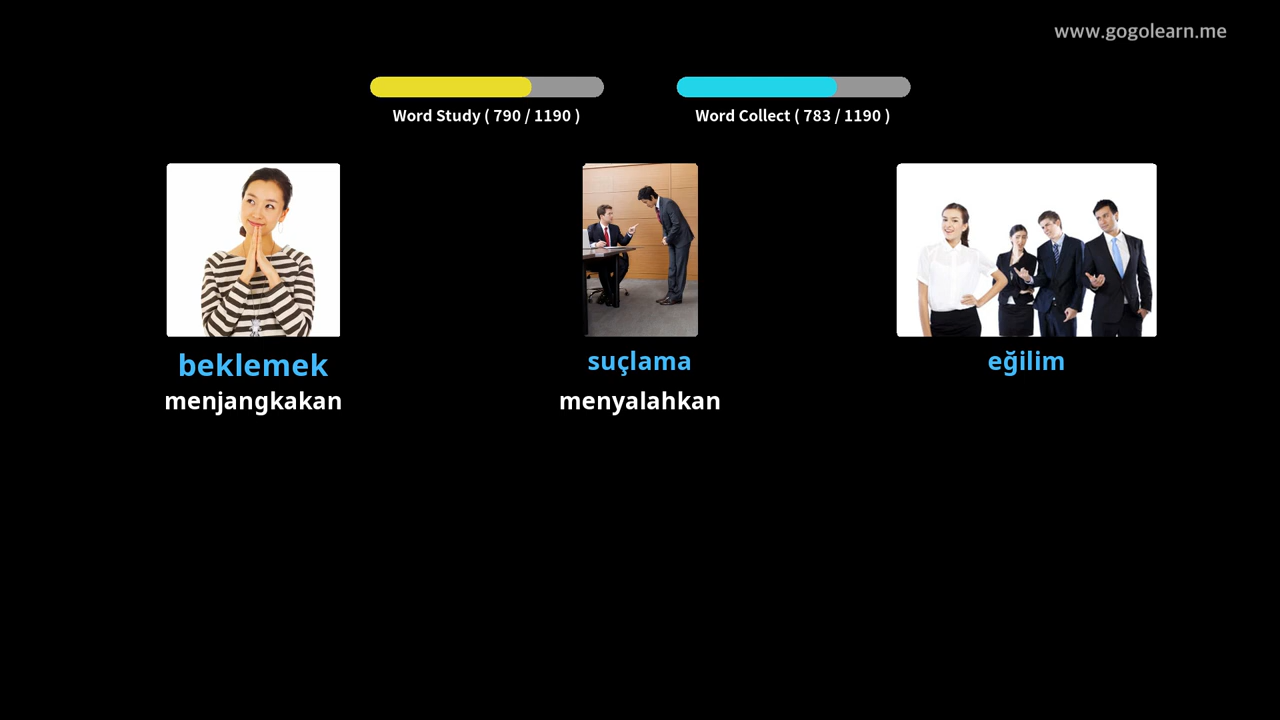 www.gogolearn.me
Word Study ( 790 / 1190 )
Word Collect ( 783 / 1190 )
beklemek
menjangkakan
suçlama
menyalahkan
eğilim